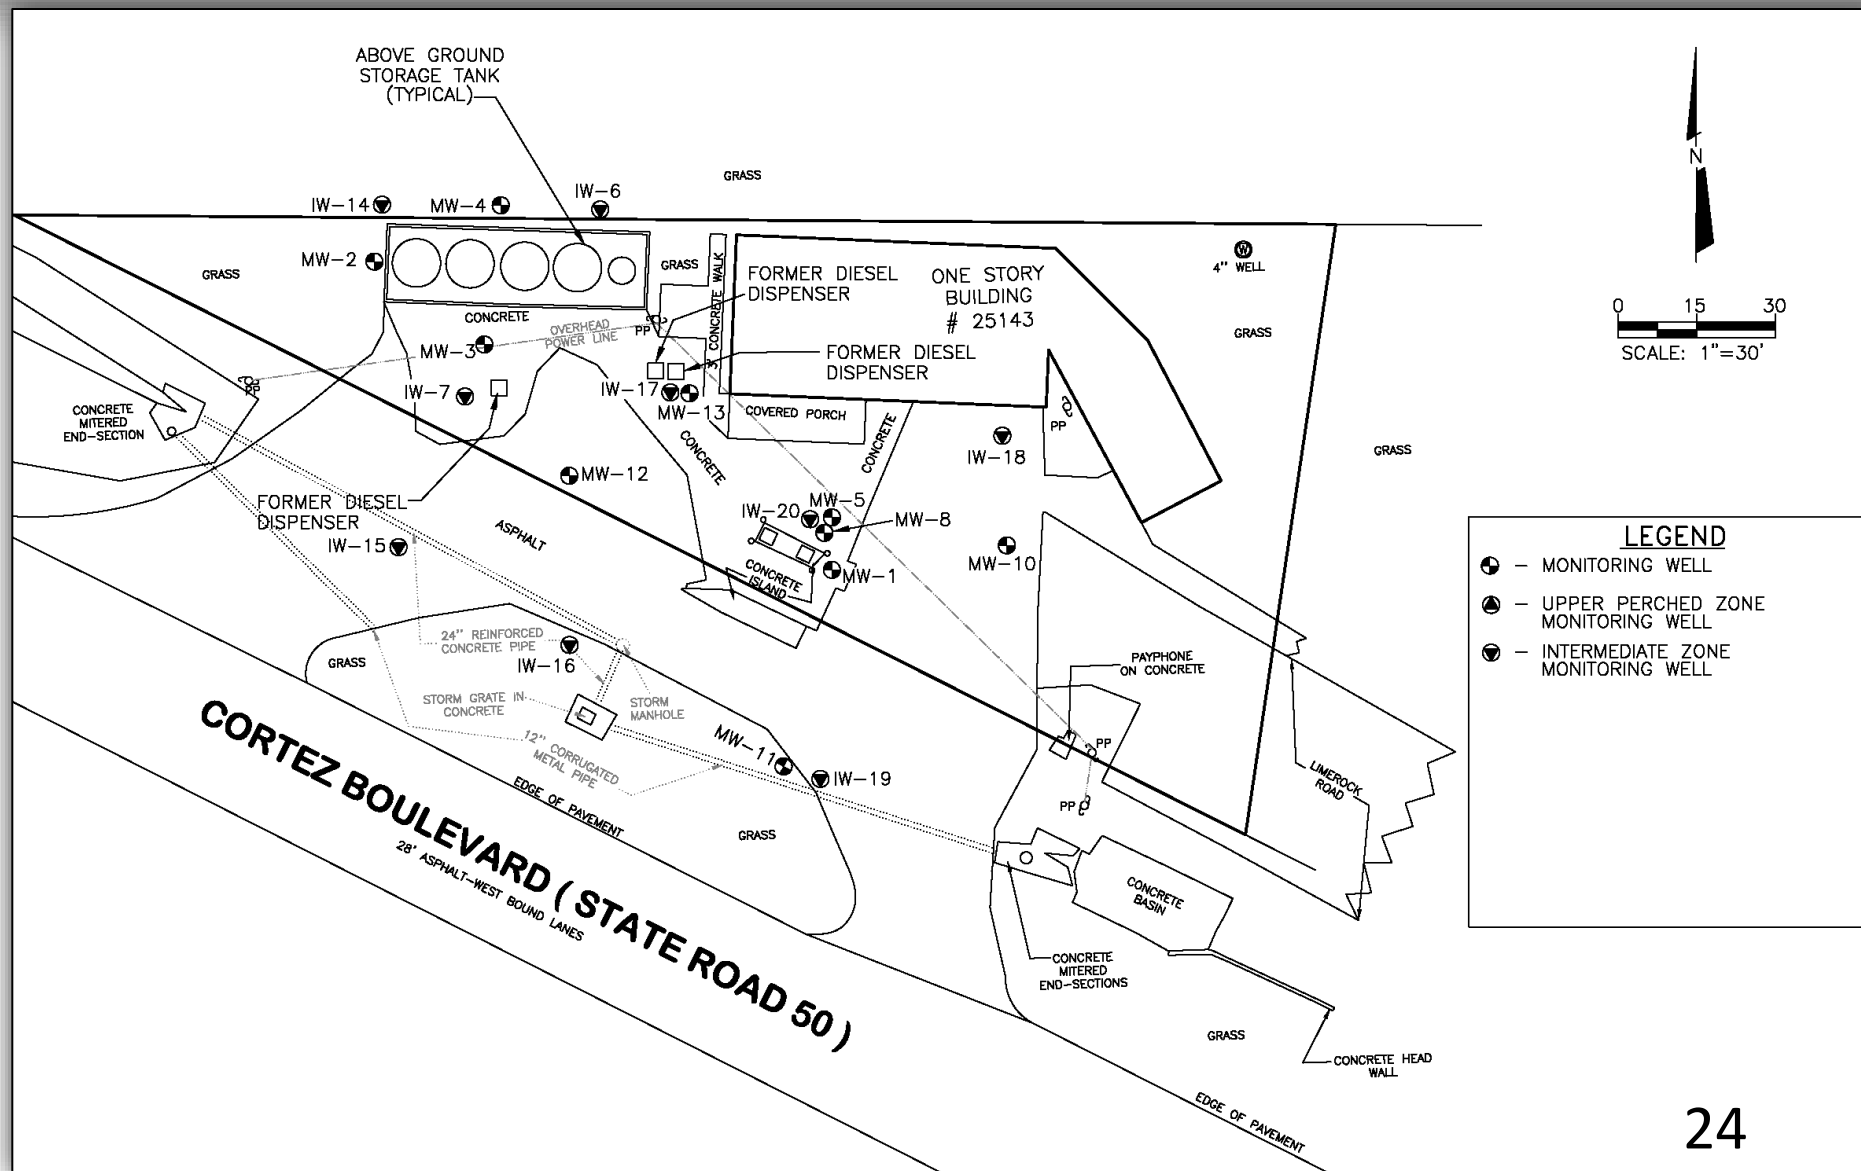 ABOVE GROUND
STORAGE TANK
(TYPICAL)
N
0 15 30
SCALE: 1"=30'
GRASS
IW-14
MW-4
IW-6
MW-2
GRASS
GRASS
3' CONCRETE WALK
FORMER DIESEL
DISPENSER
ONE STORY
BUILDING
# 25143
4" WELL
W
GRASS
CONCRETE
OVERHEAD
POWER LINE
PP
MW-3
FORMER DIESEL
DISPENSER
PP
IW-7
IW-17
MW-13
COVERED PORCH
CONCRETE
MITERED
END-SECTION
CONCRETE
CONCRETE
PP
IW-18
GRASS
MW-12
FORMER DIESEL
DISPENSER
IW-15
ASPHALT
IW-20
MW-5
MW-8
CONCRETE
ISLAND
MW-1
MW-10
LEGEND
- MONITORING WELL
- UPPER PERCHED ZONE
MONITORING WELL
- INTERMEDIATE ZONE
MONITORING WELL
24" REINFORCED
CONCRETE PIPE
GRASS
IW-16
PAYPHONE
ON CONCRETE
STORM GRATE IN
CONCRETE
STORM
MANHOLE
12" CORRUGATED
METAL PIPE
MW-11
IW-19
PP
PP
LIMEROCK
ROAD
EDGE OF PAVEMENT
GRASS
CORTEZ BOULEVARD ( STATE ROAD 50 )
28' ASPHALT-WEST BOUND LANES
CONCRETE
BASIN
CONCRETE
MITERED
END-SECTIONS
GRASS
CONCRETE HEAD
WALL
EDGE OF PAVEMENT
24